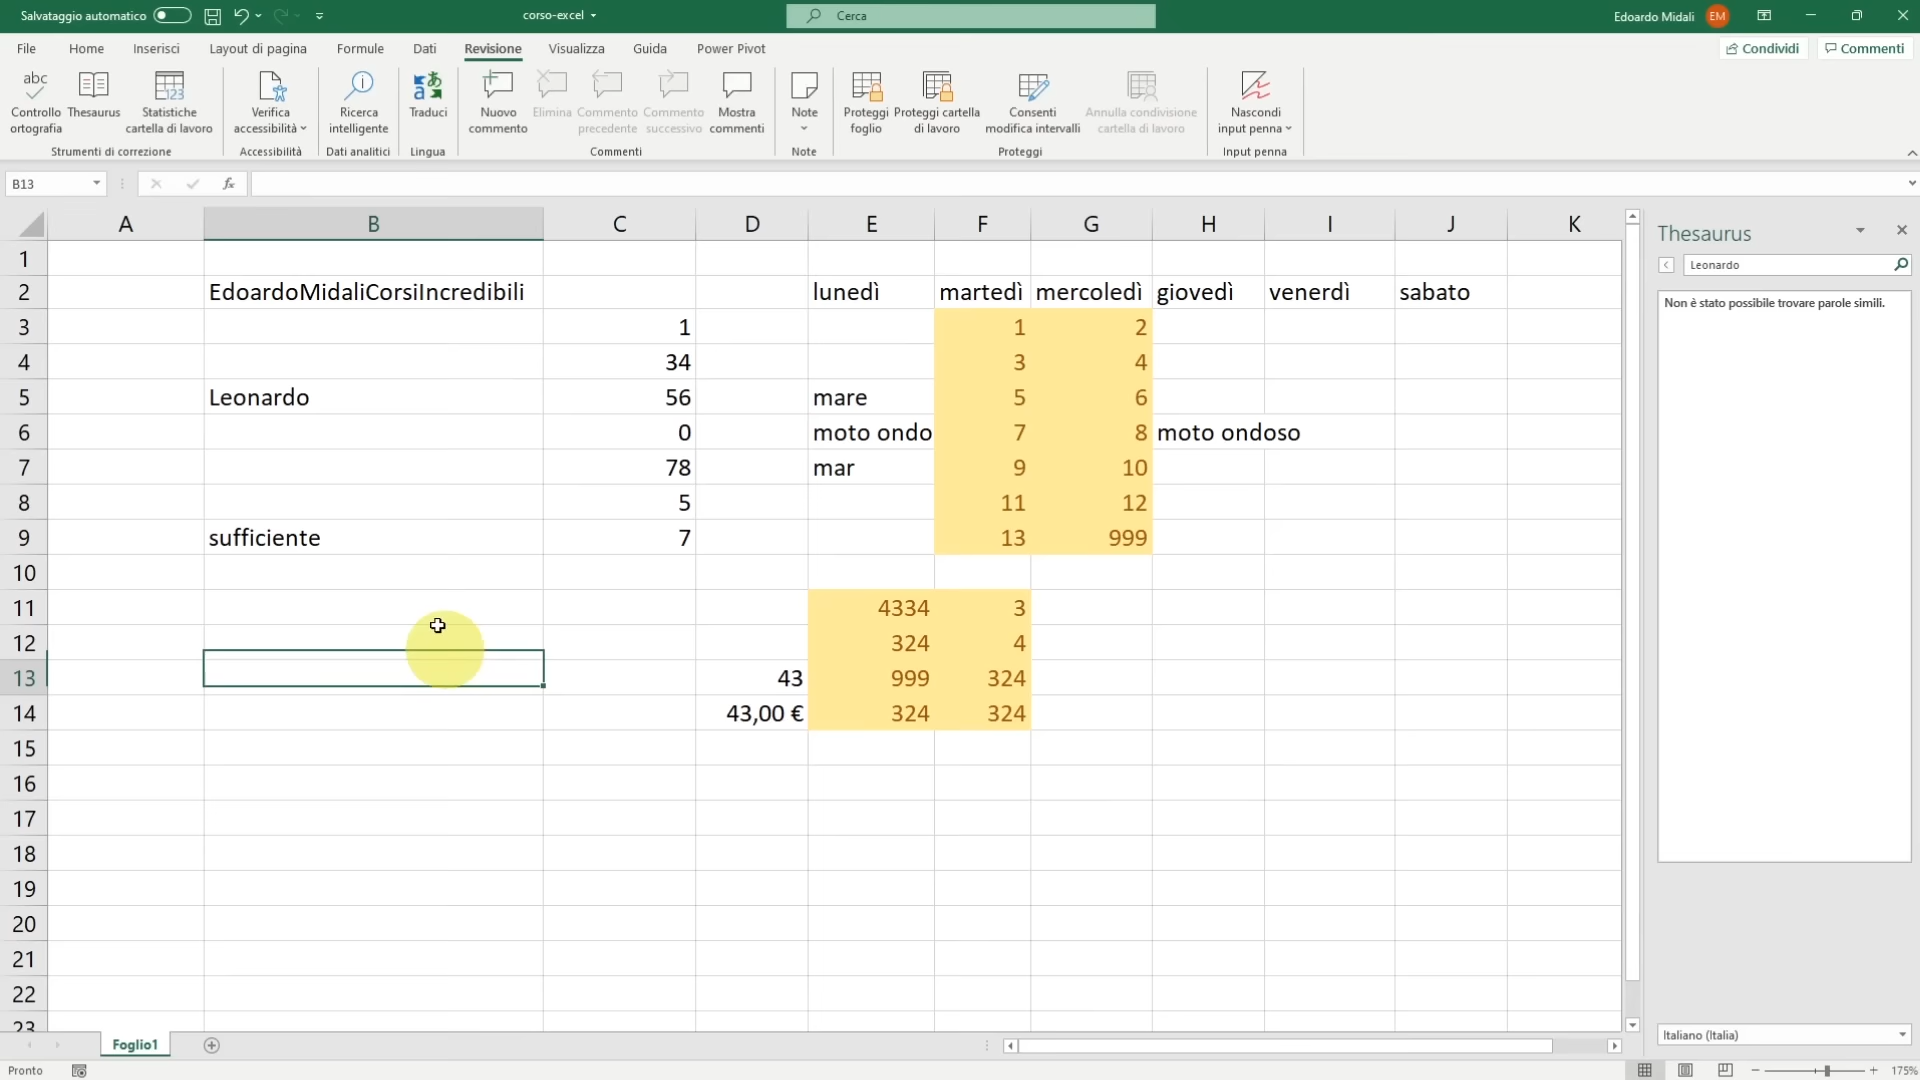 Salvataggio automatico
corso-excel
Cerca
Edoardo Midali EM
File Home Inserisci Layout di pagina Formule Dati Revisione Visualizza Guida Power Pivot
Condividi Commenti
abc
123
Controllo ortografia
Thesaurus
Statistiche cartella di lavoro
Verifica accessibilità
Ricerca intelligente
Traduci
Nuovo commento
Elimina
Commento precedente
Commento successivo
Mostra commenti
Note
Proteggi foglio
Proteggi cartella di lavoro
Consenti modifica intervalli
Annulla condivisione cartella di lavoro
Nascondi input penna
Strumenti di correzione Accessibilità Dati analitici Lingua Commenti Note Proteggi Input penna
B13 fx
A B C D E F G H I J K
1
2 EdoardoMidaliCorsiIncredibili lunedì martedì mercoledì giovedì venerdì sabato
3 1 1 2
4 34 3 4
5 Leonardo 56 mare 5 6
6 0 moto ondo 7 8 moto ondoso
7 78 mar 9 10
8 5 11 12
9 sufficiente 7 13 999
10
11 4334 3
12 324 4
13 43 999 324
14 43,00 € 324 324
15
16
17
18
19
20
21
22
23
Thesaurus
Leonardo
Non è stato possibile trovare parole simili.
Italiano (Italia)
Foglio1
Pronto
175%